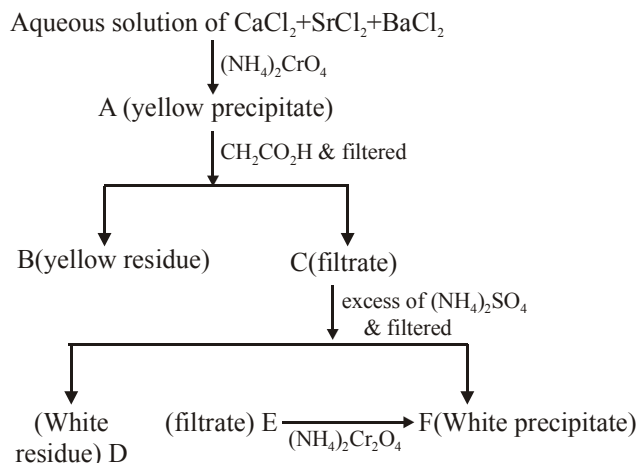 Aqueous solution of CaCl₂+SrCl₂+BaCl₂
(NH₄)₂CrO₄
A (yellow precipitate)
CH₂CO₂H & filtered
B(yellow residue)
C(filtrate)
excess of (NH₄)₂SO₄
& filtered
(White
residue) D
(filtrate) E
(NH₄)₂Cr₂O₄
F(White precipitate)